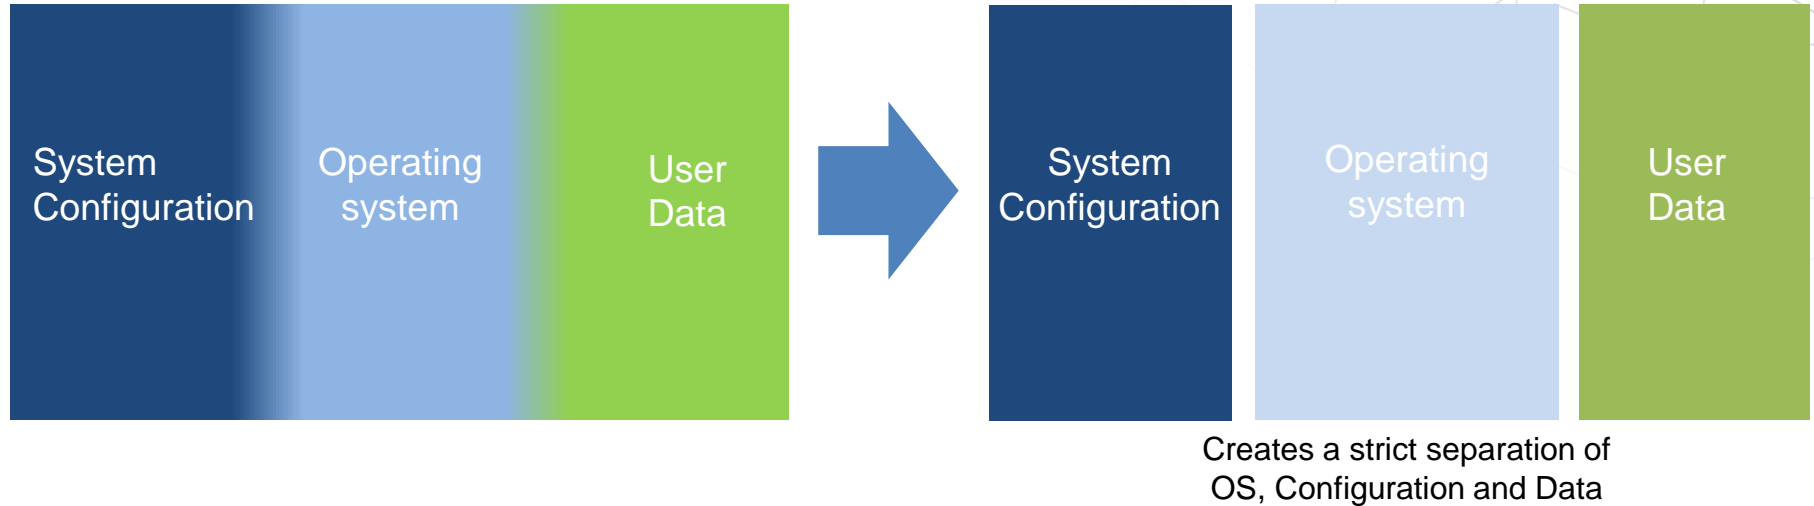 System
Configuration
Operating
system
User
Data
System
Configuration
Operating
system
User
Data
Creates a strict separation of
OS, Configuration and Data